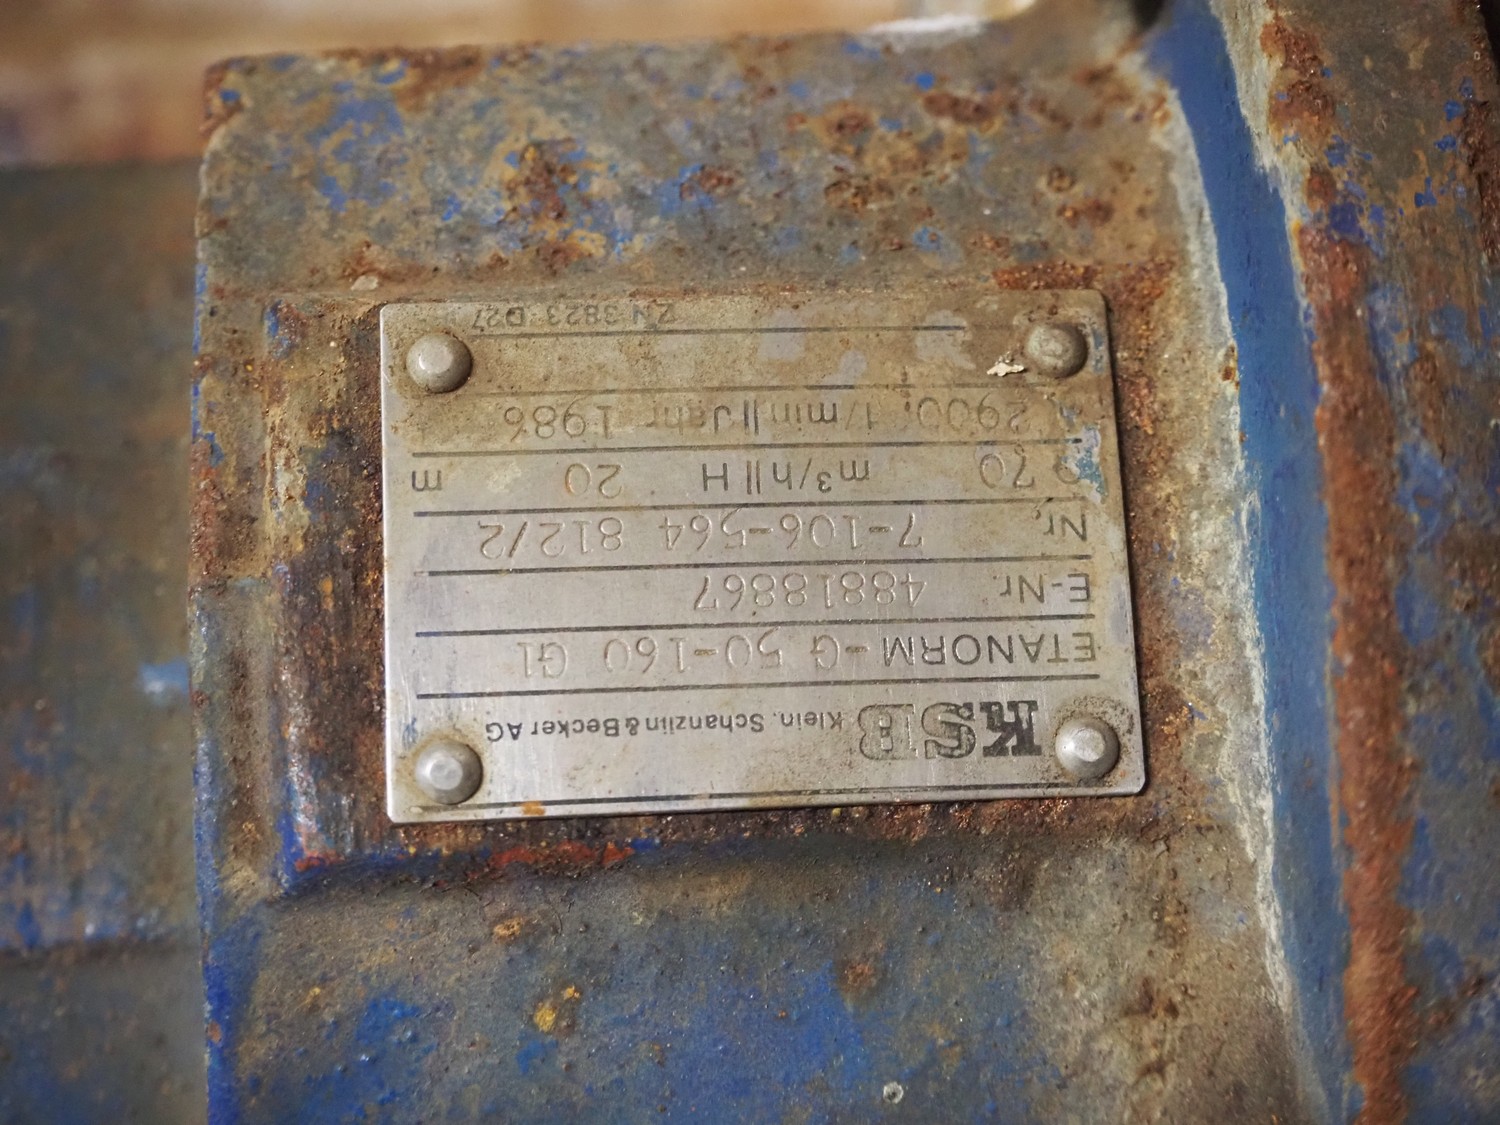 KSB Klein, Schanzlin & Becker AG
ETANORM-G 50-160 G1
E-Nr. 48818867
Nr. 7-106-564 812/2
Q 70 m³/h H 20 m
2900 1/min Jahr 1986
ZN 3823 D27